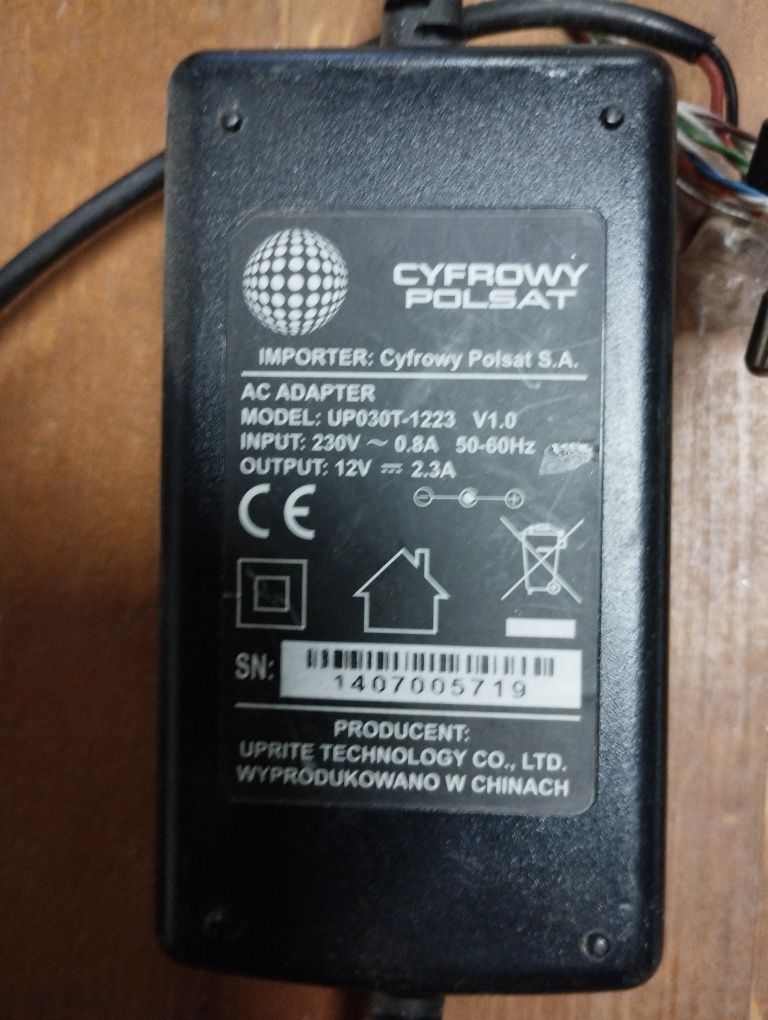 CYFROWY
POLSAT
IMPORTER: Cyfrowy Polsat S.A.
AC ADAPTER
MODEL: UP030T-1223 V1.0
INPUT: 230V ~ 0.8A 50-60Hz
OUTPUT: 12V ⎓ 2.3A
CE
SN:
1407005719
PRODUCENT:
UPRITE TECHNOLOGY CO., LTD.
WYPRODUKOWANO W CHINACH